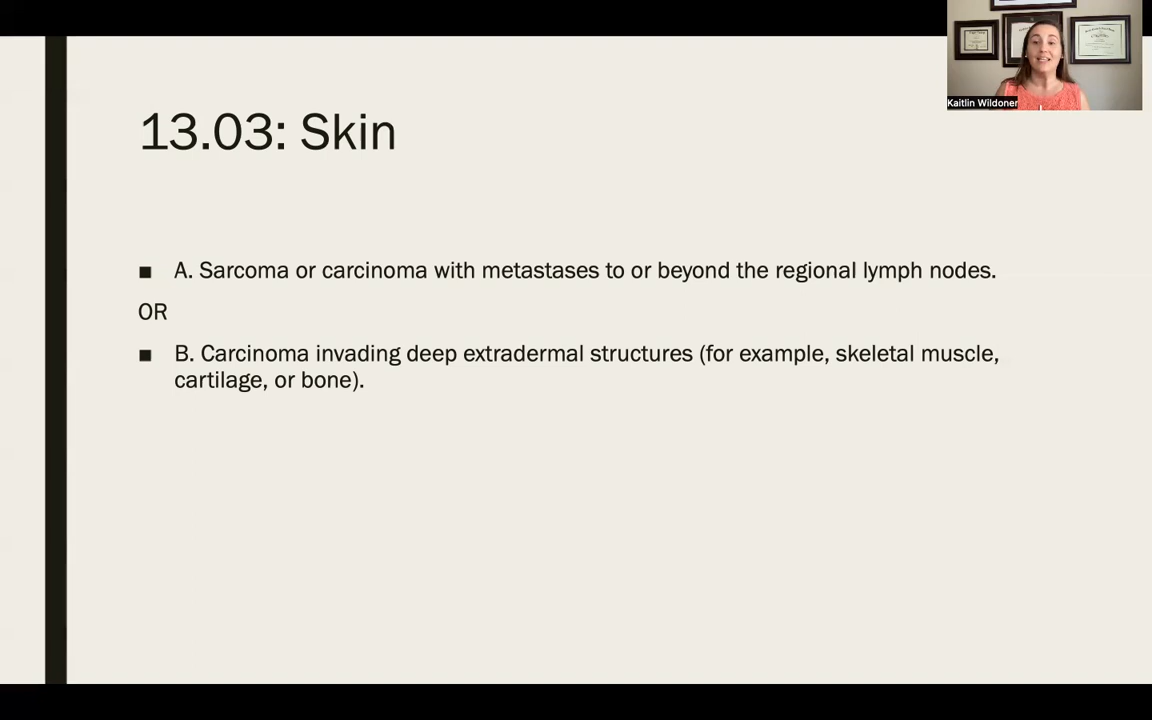 13.03: Skin
■ A. Sarcoma or carcinoma with metastases to or beyond the regional lymph nodes.
OR
■ B. Carcinoma invading deep extradermal structures (for example, skeletal muscle,
cartilage, or bone).
Kaitlin Wildoner